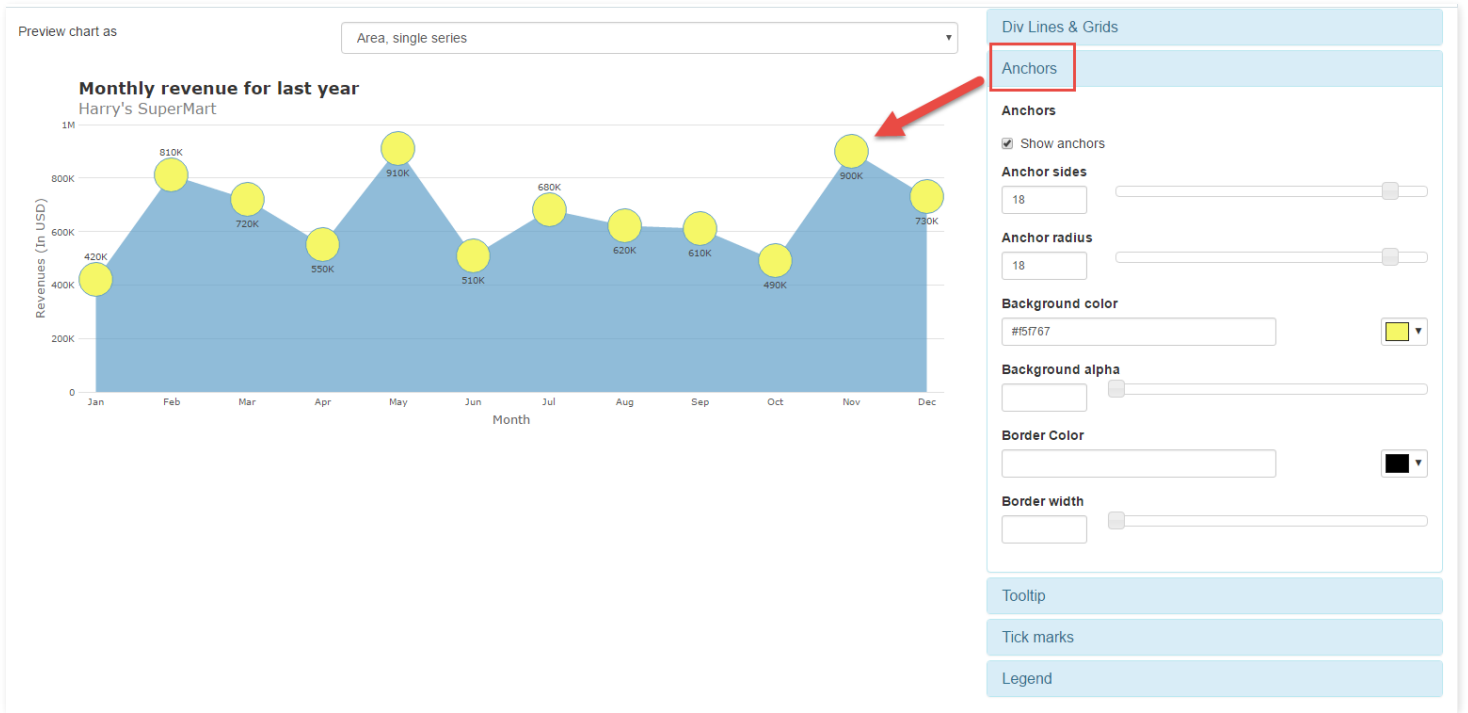 Preview chart as
Area, single series
Monthly revenue for last year
Harry's SuperMart
Revenues (In USD)
1M
800K
600K
400K
200K
0
420K
810K
720K
550K
910K
510K
680K
620K
610K
490K
900K
730K
Jan Feb Mar Apr May Jun Jul Aug Sep Oct Nov Dec
Month
Div Lines & Grids
Anchors
Anchors
Show anchors
Anchor sides
18
Anchor radius
18
Background color
#f5f767
Background alpha
Border Color
Border width
Tooltip
Tick marks
Legend